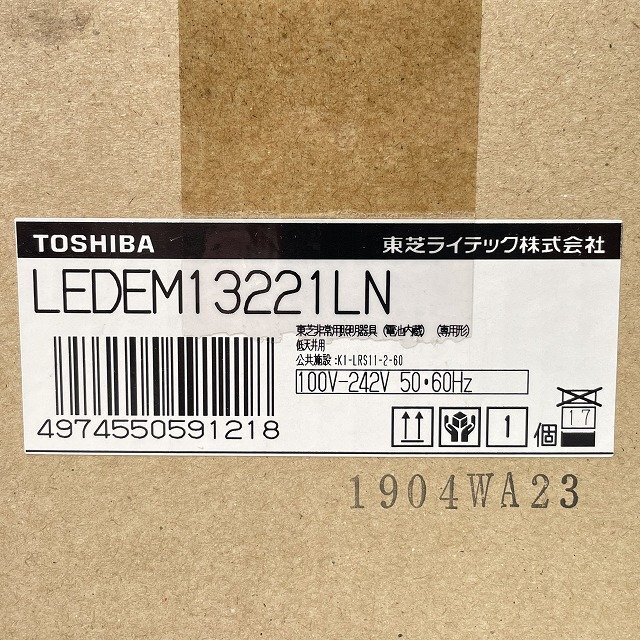 TOSHIBA 東芝ライテック株式会社
LEDEM13221LN
東芝非常用照明器具(電池内蔵) (専用形)
低天井用
公共施設:K1-LRS11-2-60
100V-242V 50・60Hz
4974550591218
1 個 17
1904WA23